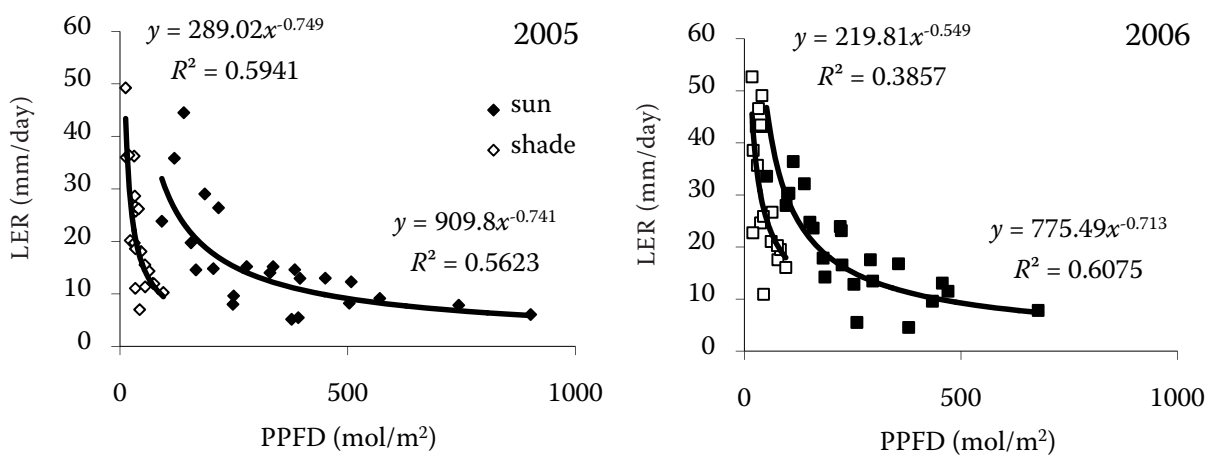 60
50
40
30
20
10
0
LER (mm/day)
y = 289.02x^-0.749
R² = 0.5941
2005
sun
shade
y = 909.8x^-0.741
R² = 0.5623
0
500
1000
PPFD (mol/m²)
60
50
40
30
20
10
0
LER (mm/day)
y = 219.81x^-0.549
R² = 0.3857
2006
y = 775.49x^-0.713
R² = 0.6075
0
500
1000
PPFD (mol/m²)